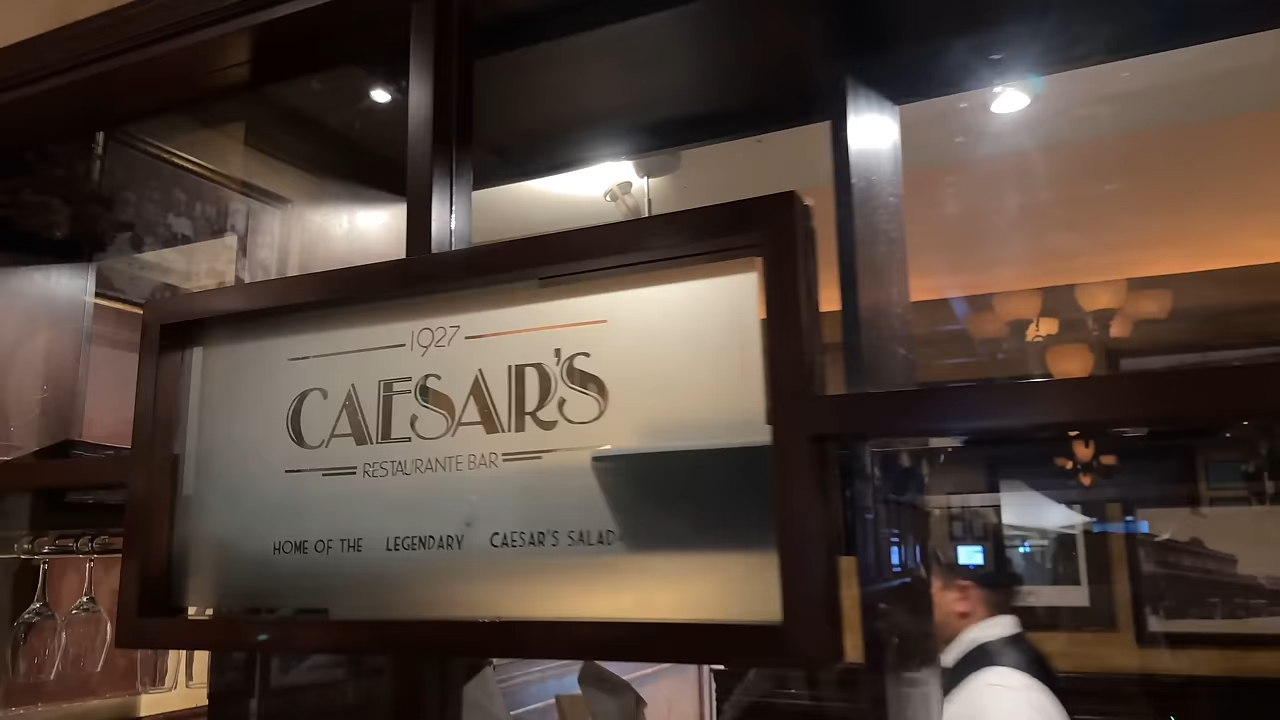 1927
CAESAR'S
RESTAURANTE BAR
HOME OF THE LEGENDARY CAESAR'S SALAD